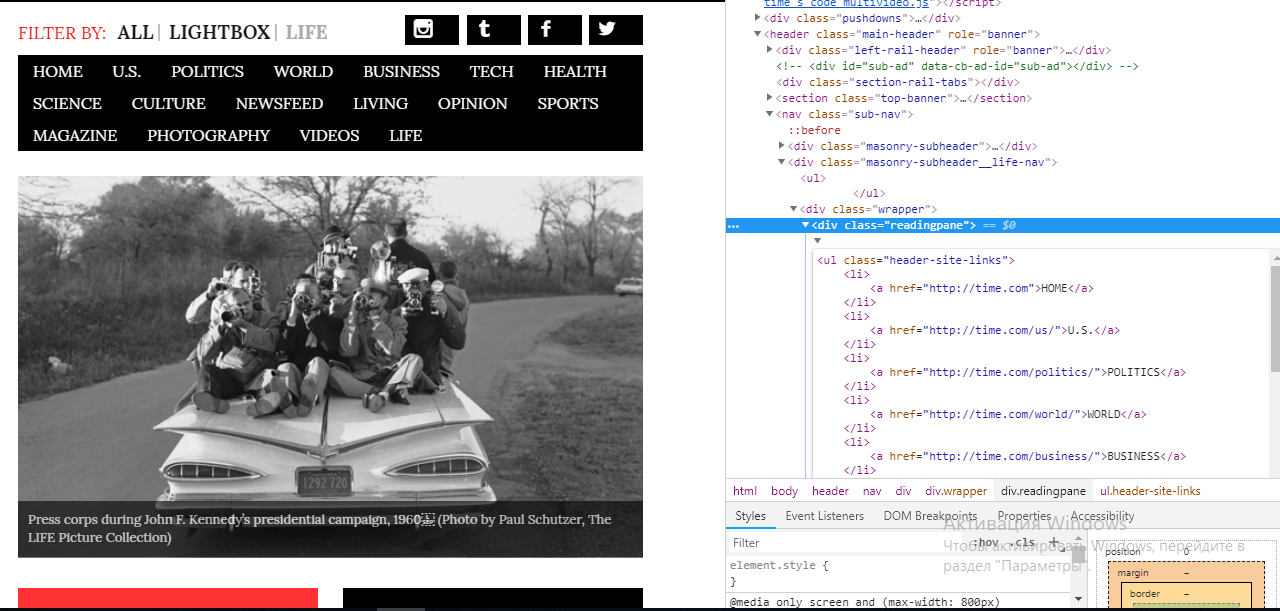 FILTER BY: ALL | LIGHTBOX | LIFE
HOME U.S. POLITICS WORLD BUSINESS TECH HEALTH
SCIENCE CULTURE NEWSFEED LIVING OPINION SPORTS
MAGAZINE PHOTOGRAPHY VIDEOS LIFE
1292 720
Press corps during John F. Kennedy's presidential campaign, 1960 (Photo by Paul Schutzer, The
LIFE Picture Collection)
time_s_code_multivideo.js"></script>
<div class="pushdowns">…</div>
<header class="main-header" role="banner">
<div class="left-rail-header" role="banner">…</div>
<!-- <div id="sub-ad" data-cb-ad-id="sub-ad"></div> -->
<div class="section-rail-tabs"></div>
<section class="top-banner">…</section>
<nav class="sub-nav">
::before
<div class="masonry-subheader">…</div>
<div class="masonry-subheader__life-nav">
<ul>
</ul>
<div class="wrapper">
… <div class="readingpane"> == $0
<ul class="header-site-links">
<li>
<a href="http://time.com">HOME</a>
</li>
<li>
<a href="http://time.com/us/">U.S.</a>
</li>
<li>
<a href="http://time.com/politics/">POLITICS</a>
</li>
<li>
<a href="http://time.com/world/">WORLD</a>
</li>
<li>
<a href="http://time.com/business/">BUSINESS</a>
</li>
html body header nav div div.wrapper div.readingpane ul.header-site-links
Styles Event Listeners DOM Breakpoints Properties Accessibility
Активация Windows
Filter :hov .cls +
Чтобы активировать Windows, перейдите в
раздел "Параметры".
position 0
element.style {
margin –
}
border –
@media only screen and (max-width: 800px)